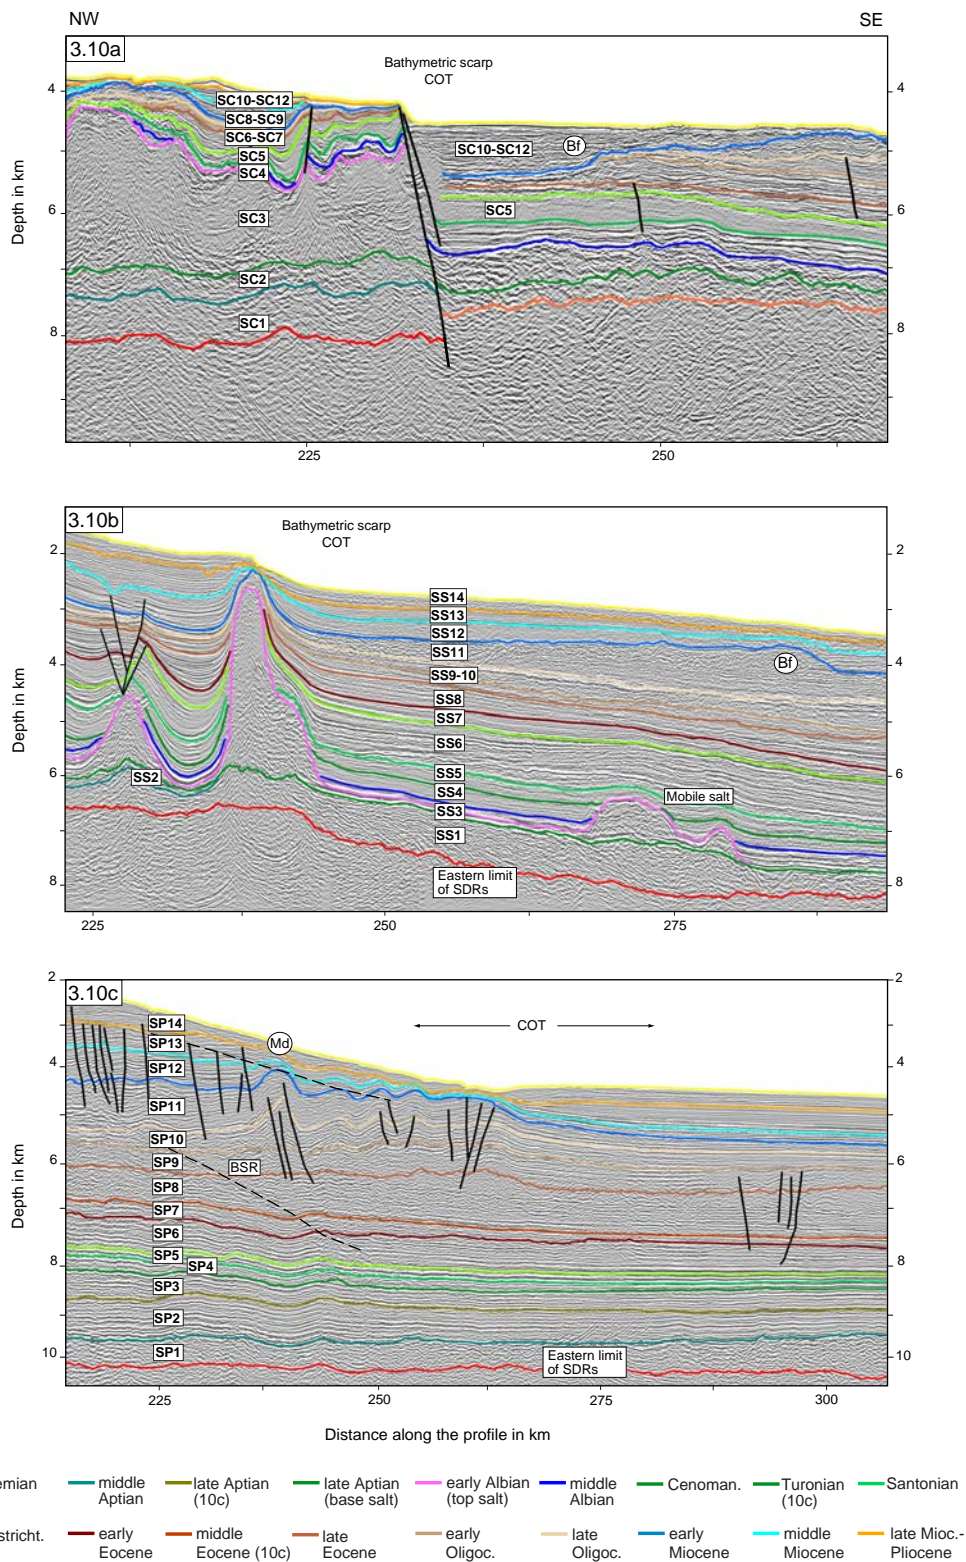 NW
SE
3.10a
Bathymetric scarp
COT
4
4
SC10-SC12
SC8-SC9
SC6-SC7
SC5
SC4
SC10-SC12
Bf
Depth in km
6
6
SC3
SC5
SC2
SC1
8
8
225
250
3.10b
Bathymetric scarp
COT
2
2
SS14
SS13
SS12
SS11
Bf
4
4
SS9-10
SS8
SS7
SS6
Depth in km
SS2
SS5
SS4
SS3
SS1
Mobile salt
6
6
Eastern limit
of SDRs
8
8
225
250
275
3.10c
2
2
SP14
SP13
SP12
SP11
SP10
SP9
SP8
SP7
SP6
SP5
SP4
SP3
SP2
SP1
Md
COT
BSR
4
4
Depth in km
6
6
8
8
10
10
Eastern limit
of SDRs
225
250
275
300
Distance along the profile in km
emian
middle
Aptian
late Aptian
(10c)
late Aptian
(base salt)
early Albian
(top salt)
middle
Albian
Cenoman.
Turonian
(10c)
Santonian
stricht.
early
Eocene
middle
Eocene (10c)
late
Eocene
early
Oligoc.
late
Oligoc.
early
Miocene
middle
Miocene
late Mioc.-
Pliocene